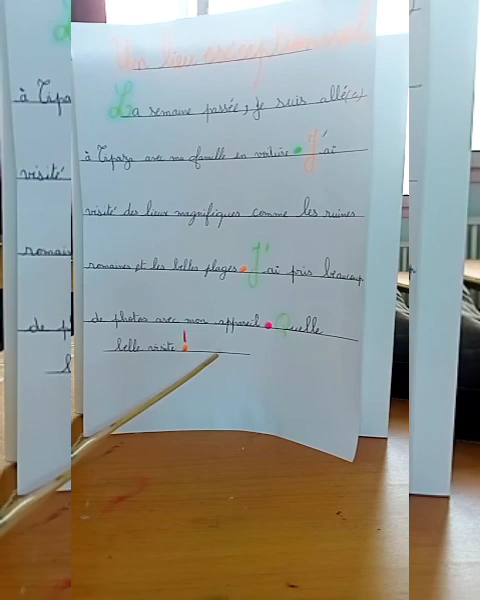 Un lieu exceptionnel
La semaine passée, je suis allé(e)
à Tipaza avec ma famille en voiture. J'ai
visité des lieux magnifiques comme les ruines
romaines et les belles plages. J'ai pris beaucoup
de photos avec mon appareil. Quelle
belle visite !